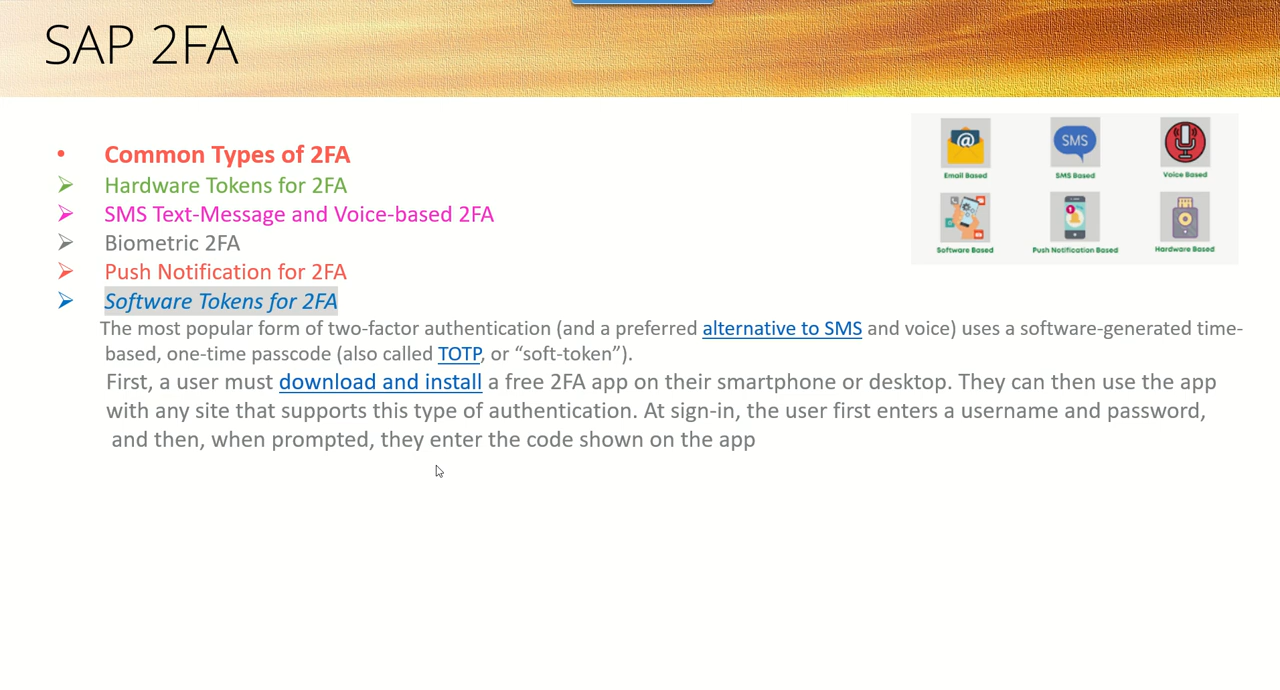 SAP 2FA
Common Types of 2FA
Hardware Tokens for 2FA
SMS Text-Message and Voice-based 2FA
Biometric 2FA
Push Notification for 2FA
Software Tokens for 2FA
The most popular form of two-factor authentication (and a preferred alternative to SMS and voice) uses a software-generated time-
based, one-time passcode (also called TOTP, or “soft-token”).
First, a user must download and install a free 2FA app on their smartphone or desktop. They can then use the app
with any site that supports this type of authentication. At sign-in, the user first enters a username and password,
and then, when prompted, they enter the code shown on the app
@
SMS
Email Based
SMS Based
Voice Based
Software Based
Push Notification Based
Hardware Based